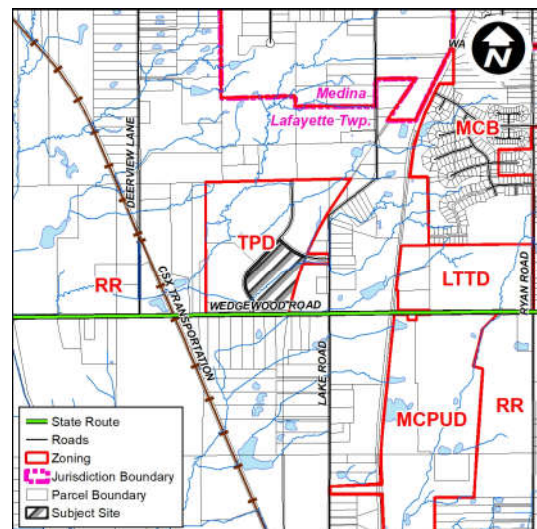 WA
N
Medina
Lafayette Twp.
MCB
DEERVIEW LANE
TPD
RR
CSX TRANSPORTATION
WEDGEWOOD ROAD
LTTD
RYAN ROAD
LAKE ROAD
MCPUD
RR
State Route
Roads
Zoning
Jurisdiction Boundary
Parcel Boundary
Subject Site